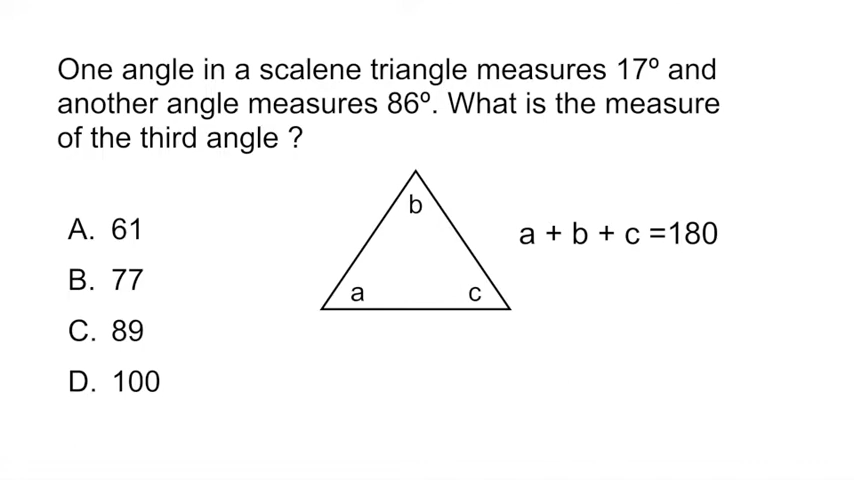 One angle in a scalene triangle measures 17º and
another angle measures 86º. What is the measure
of the third angle ?
A. 61
B. 77
C. 89
D. 100
b
a
c
a + b + c =180